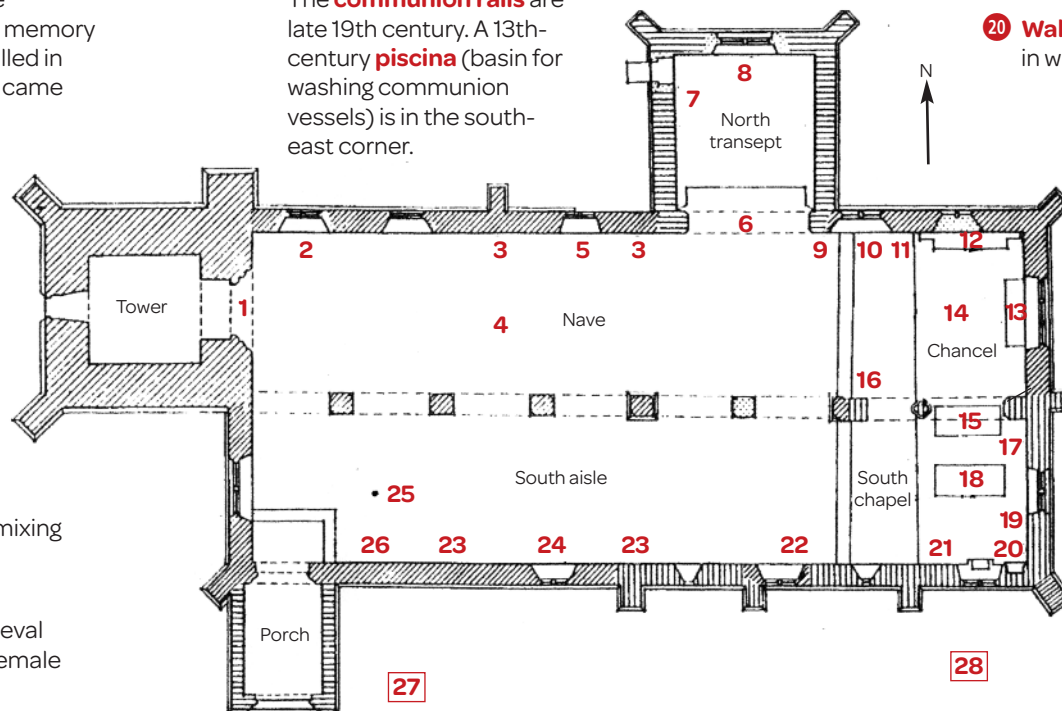 memory
lled in
came
The communion rails are
late 19th century. A 13th-
century piscina (basin for
washing communion
vessels) is in the south-
east corner.
20 Wal
in w
N
8
7
North
transept
6
2
3
5
3
9
10
11
12
Tower
1
4
Nave
14
13
Chancel
16
15
17
South aisle
South
chapel
18
25
19
mixing
26
23
24
23
22
21
20
Porch
eval
emale
27
28